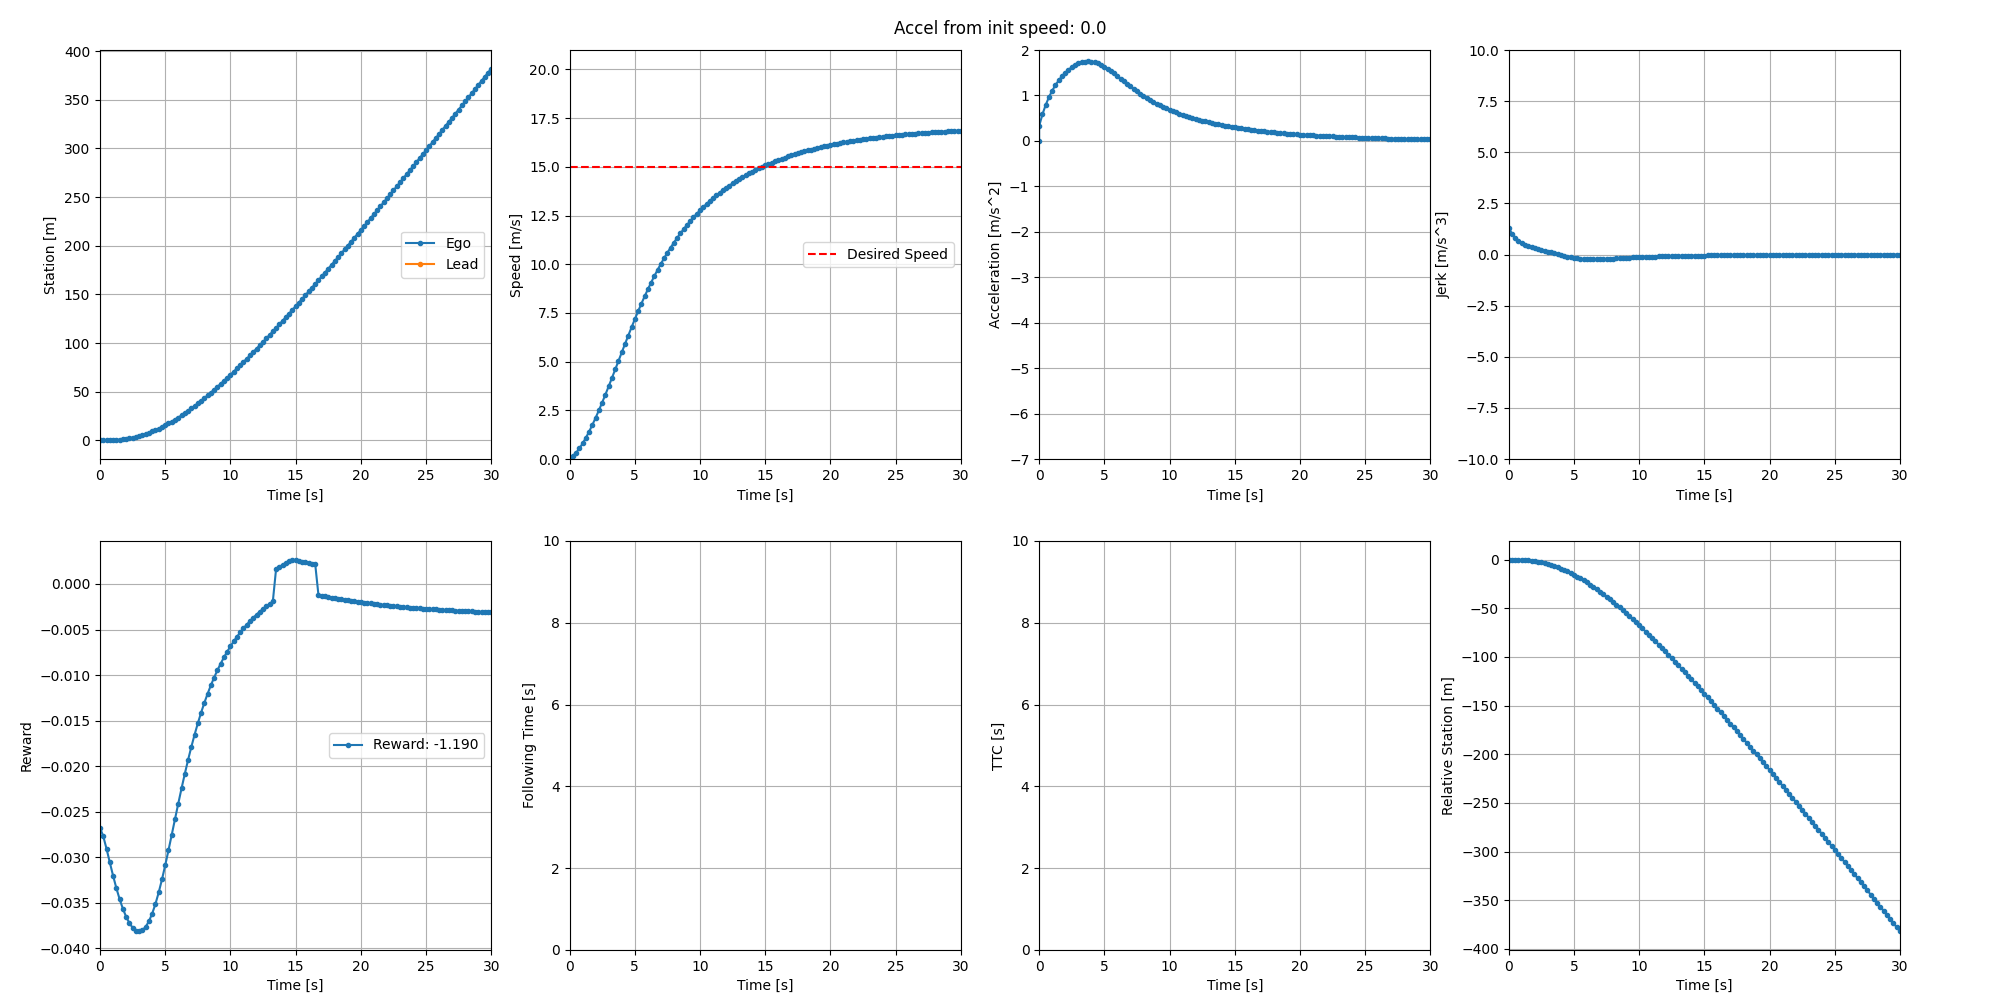 Accel from init speed: 0.0
400
350
300
250
200
150
100
50
0
Station [m]
Ego
Lead
0 5 10 15 20 25 30
Time [s]
20.0
17.5
15.0
12.5
10.0
7.5
5.0
2.5
0.0
Speed [m/s]
Desired Speed
0 5 10 15 20 25 30
Time [s]
2
1
0
−1
−2
−3
−4
−5
−6
−7
Acceleration [m/s^2]
0 5 10 15 20 25 30
Time [s]
10.0
7.5
5.0
2.5
0.0
−2.5
−5.0
−7.5
−10.0
Jerk [m/s^3]
0 5 10 15 20 25 30
Time [s]
0.000
−0.005
−0.010
−0.015
−0.020
−0.025
−0.030
−0.035
−0.040
Reward
Reward: -1.190
0 5 10 15 20 25 30
Time [s]
10
8
6
4
2
0
Following Time [s]
0 5 10 15 20 25 30
Time [s]
10
8
6
4
2
0
TTC [s]
0 5 10 15 20 25 30
Time [s]
0
−50
−100
−150
−200
−250
−300
−350
−400
Relative Station [m]
0 5 10 15 20 25 30
Time [s]